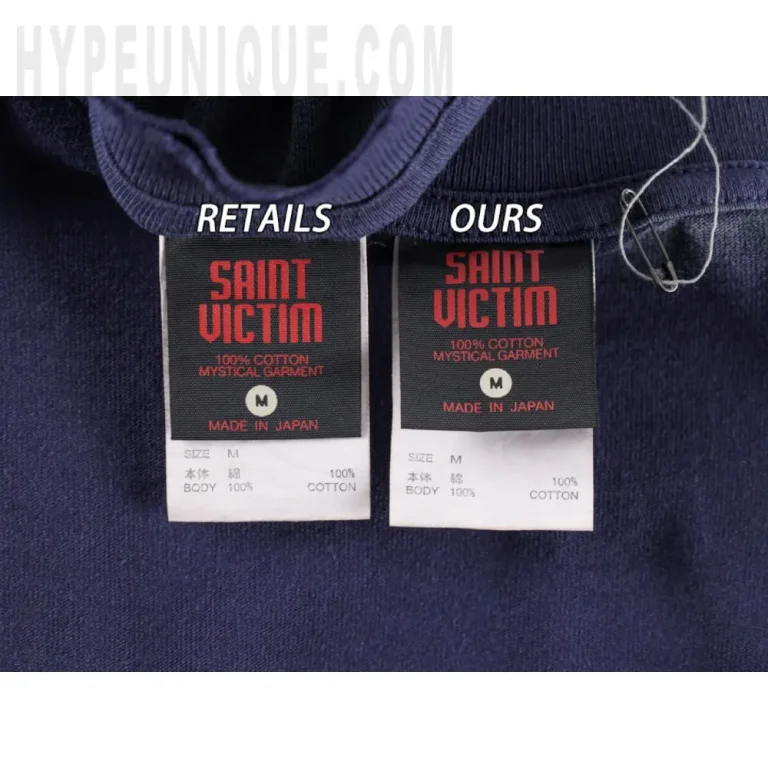 HYPEUNIQUE.COM
RETAILS
OURS
SAINT
VICTIM
100% COTTON
MYSTICAL GARMENT
M
MADE IN JAPAN
SIZE M
本体 綿 100%
BODY 100% COTTON
SAINT
VICTIM
100% COTTON
MYSTICAL GARMENT
M
MADE IN JAPAN
SIZE M
本体 綿 100%
BODY 100% COTTON